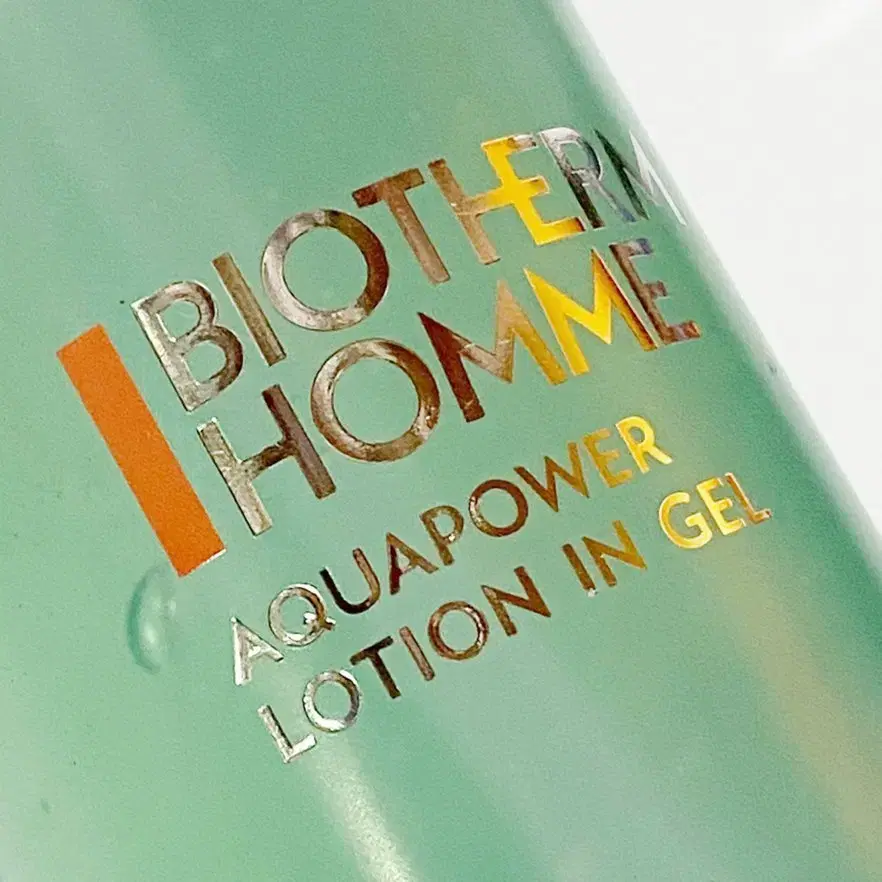 BIOTHERM
HOMME
AQUAPOWER
LOTION IN GEL